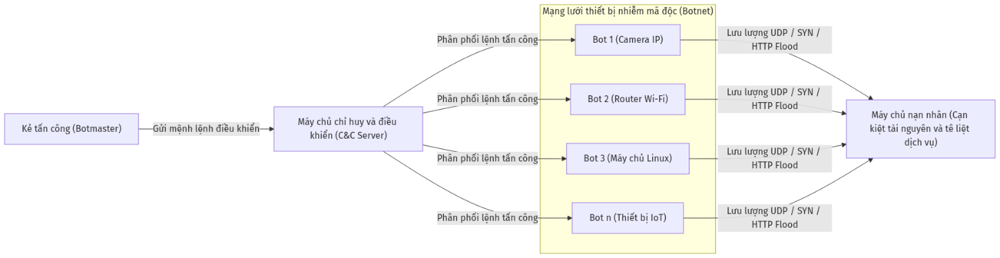 Mạng lưới thiết bị nhiễm mã độc (Botnet)
Kẻ tấn công (Botmaster)
Gửi mệnh lệnh điều khiển
Máy chủ chỉ huy và điều
khiển (C&C Server)
Phân phối lệnh tấn công
Bot 1 (Camera IP)
Lưu lượng UDP / SYN /
HTTP Flood
Phân phối lệnh tấn công
Bot 2 (Router Wi-Fi)
Lưu lượng UDP / SYN /
HTTP Flood
Phân phối lệnh tấn công
Bot 3 (Máy chủ Linux)
Lưu lượng UDP / SYN /
HTTP Flood
Phân phối lệnh tấn công
Bot n (Thiết bị IoT)
Lưu lượng UDP / SYN /
HTTP Flood
Máy chủ nạn nhân (Cạn
kiệt tài nguyên và tê liệt
dịch vụ)